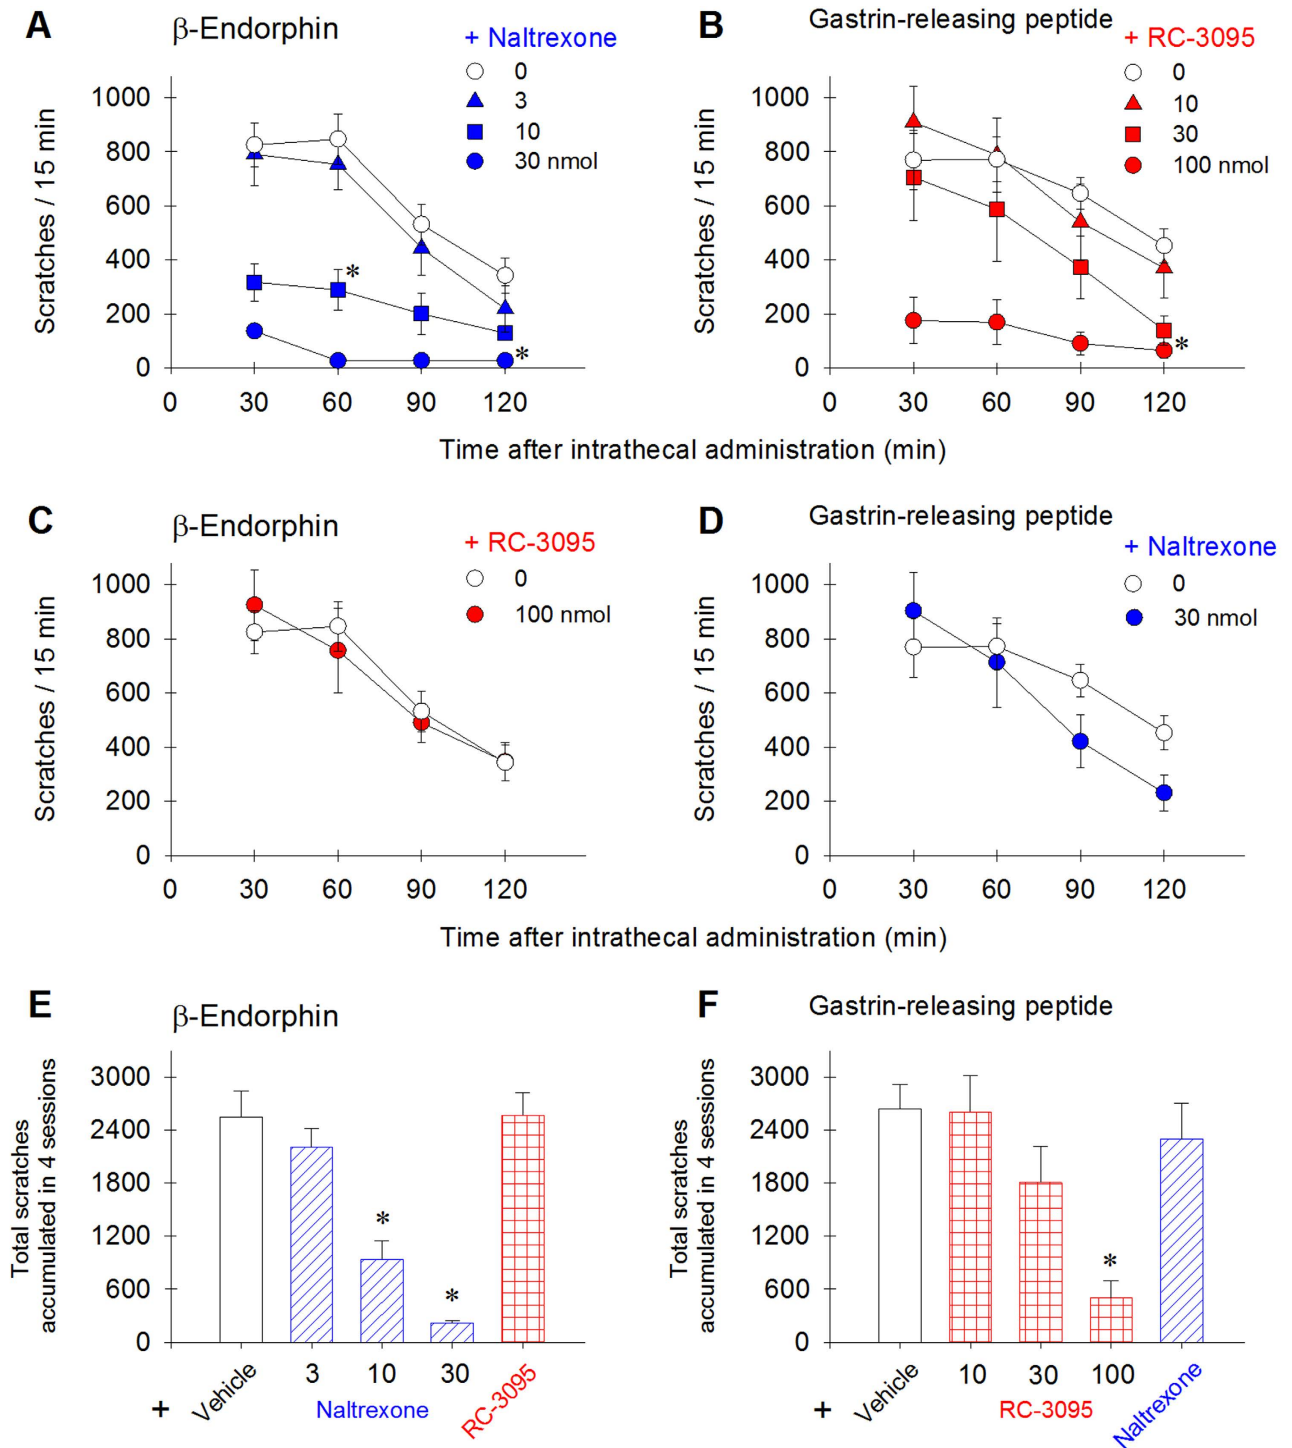 A
β-Endorphin
+ Naltrexone
0
3
10
30 nmol
Scratches / 15 min
1000
800
600
400
200
0
*
*
0 30 60 90 120
B
Gastrin-releasing peptide
+ RC-3095
0
10
30
100 nmol
Scratches / 15 min
1000
800
600
400
200
0
*
0 30 60 90 120
Time after intrathecal administration (min)
C
β-Endorphin
+ RC-3095
0
100 nmol
Scratches / 15 min
1000
800
600
400
200
0
0 30 60 90 120
D
Gastrin-releasing peptide
+ Naltrexone
0
30 nmol
Scratches / 15 min
1000
800
600
400
200
0
0 30 60 90 120
Time after intrathecal administration (min)
E
β-Endorphin
Total scratches
accumulated in 4 sessions
3000
2400
1800
1200
600
0
*
*
+ Vehicle 3 10 30 RC-3095
Naltrexone
F
Gastrin-releasing peptide
Total scratches
accumulated in 4 sessions
3000
2400
1800
1200
600
0
*
+ Vehicle 10 30 100 Naltrexone
RC-3095